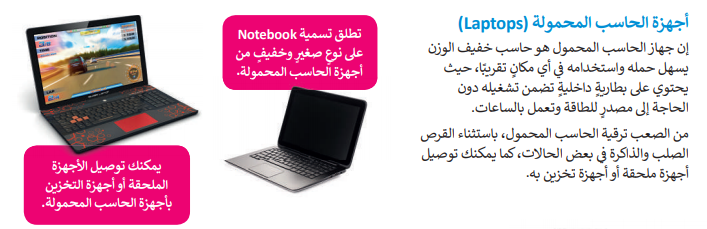 أجهزة الحاسب المحمولة (Laptops)
إن جهاز الحاسب المحمول هو حاسب خفيف الوزن
يسهل حمله واستخدامه في أي مكانٍ تقريبًا، حيث
يحتوي على بطاريةٍ داخليةٍ تضمن تشغيله دون
الحاجة إلى مصدرٍ للطاقة وتعمل بالساعات.
من الصعب ترقية الحاسب المحمول، باستثناء القرص
الصلب والذاكرة في بعض الحالات، كما يمكنك توصيل
أجهزة ملحقة أو أجهزة تخزين به.
تطلق تسمية Notebook
على نوعٍ صغيرٍ وخفيفٍ من
أجهزة الحاسب المحمولة.
يمكنك توصيل الأجهزة
الملحقة أو أجهزة التخزين
بأجهزة الحاسب المحمولة.